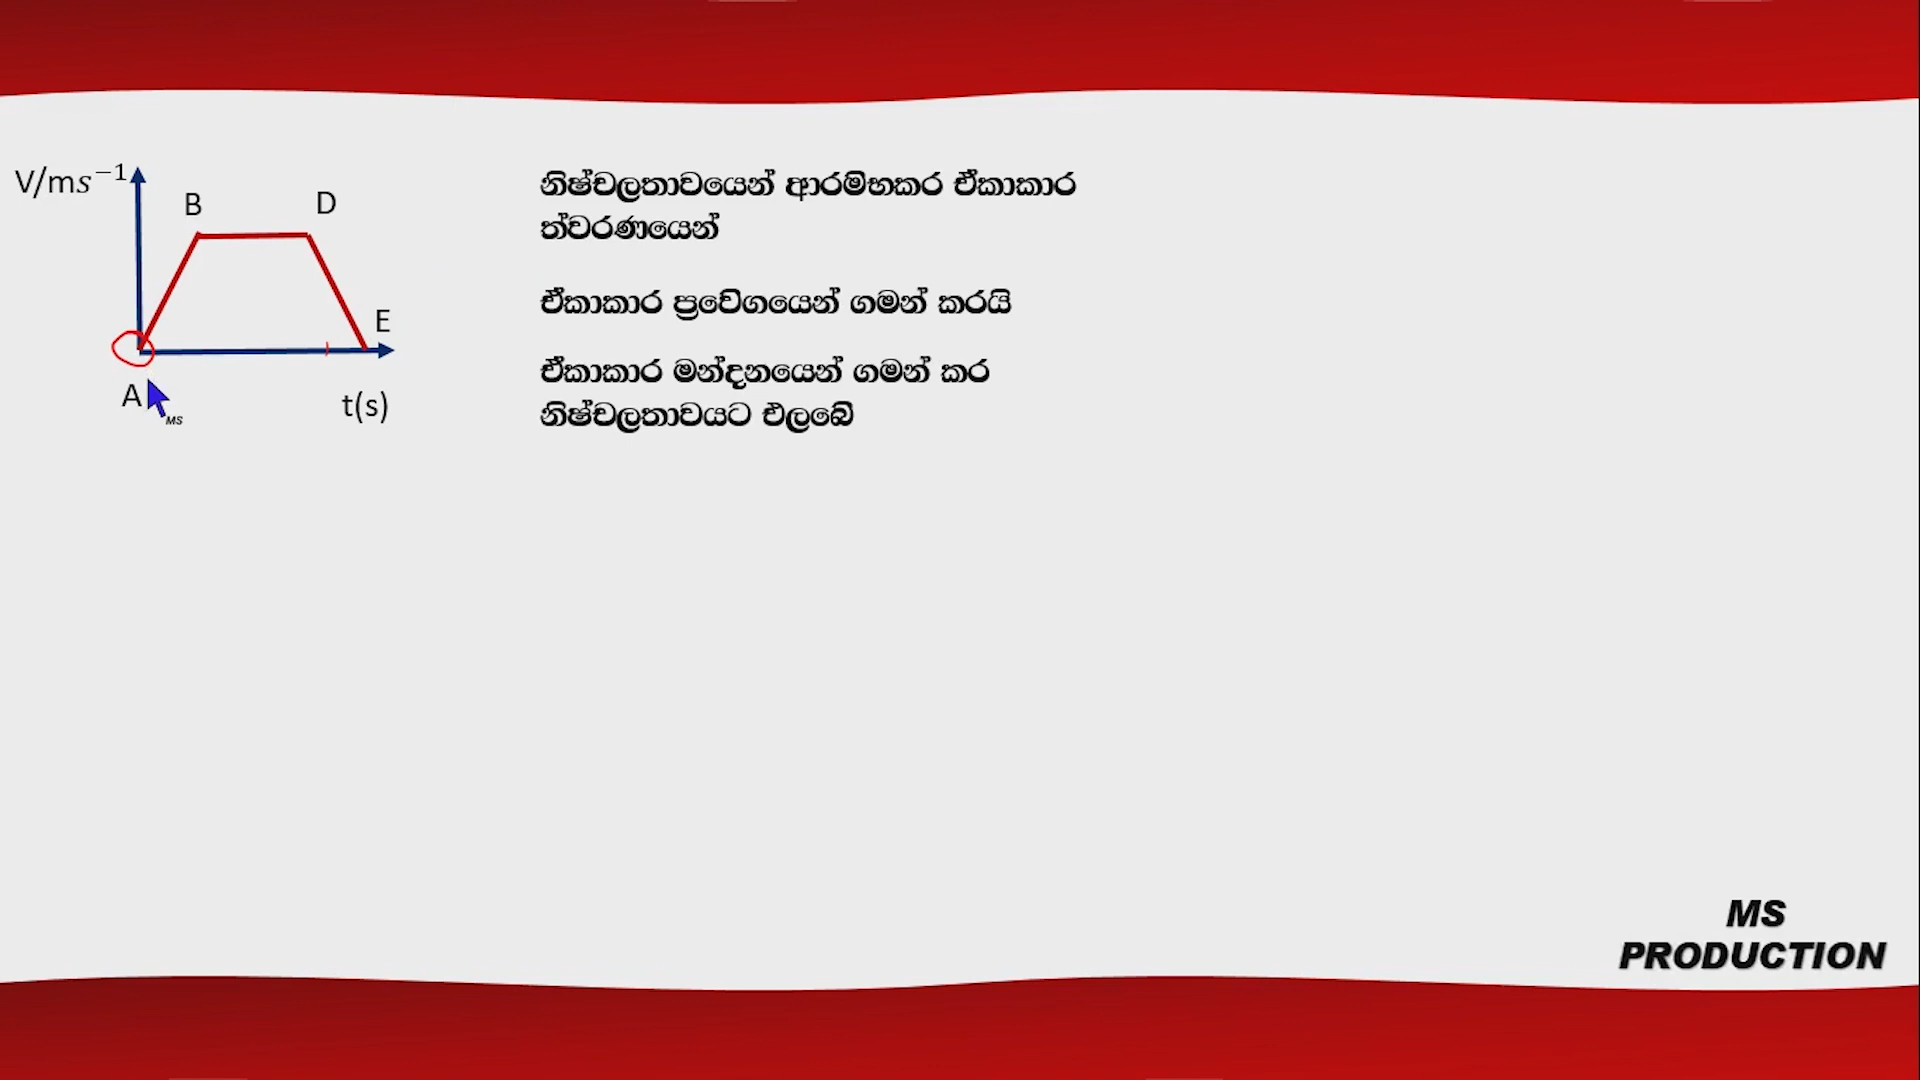 V/ms⁻¹
B
D
E
A
t(s)
MS
නිෂ්චලතාවයෙන් ආරම්භකර ඒකාකාර
ත්වරණයෙන්
ඒකාකාර ප්‍රවේගයෙන් ගමන් කරයි
ඒකාකාර මන්දනයෙන් ගමන් කර
නිෂ්චලතාවයට එලබේ
MS
PRODUCTION